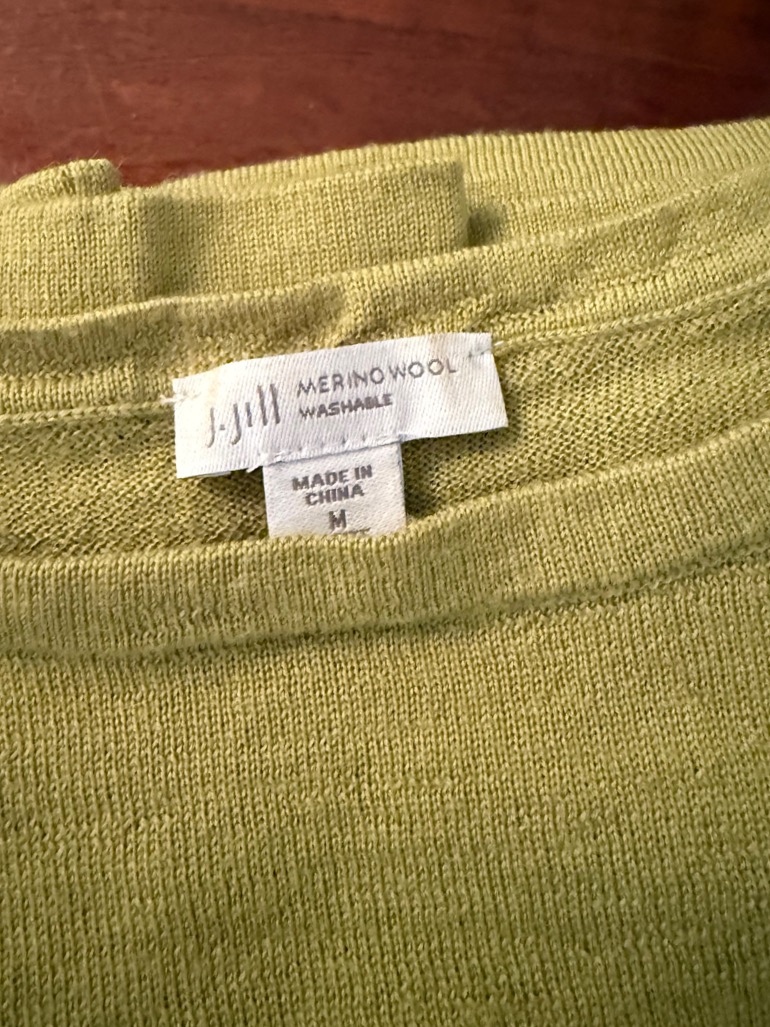 J.Jill MERINO WOOL
WASHABLE
MADE IN
CHINA
M